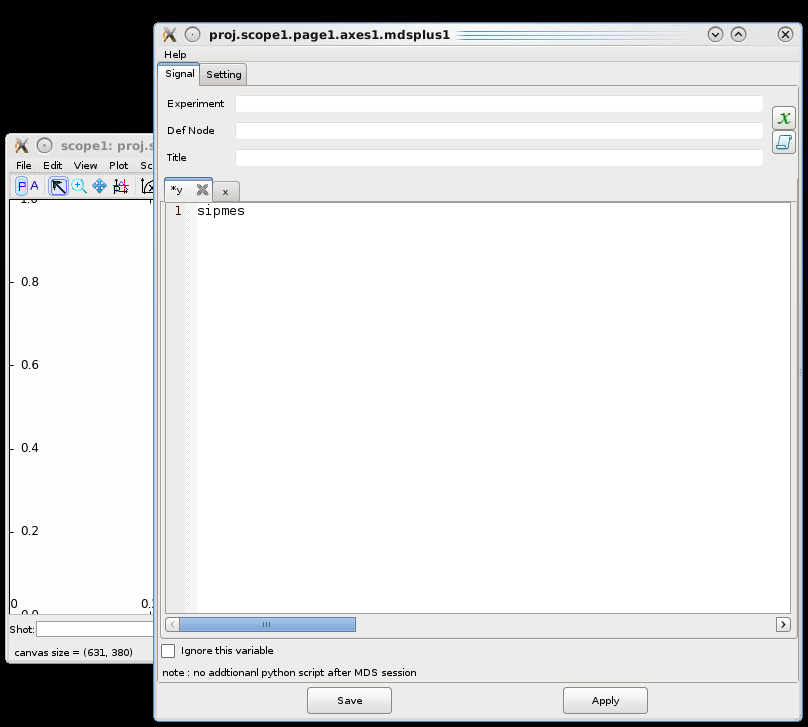 proj.scope1.page1.axes1.mdsplus1
Help
Signal Setting
Experiment
Def Node
Title
x
*y x
1 sipmes
Ignore this variable
note : no addtionanl python script after MDS session
Save Apply
scope1: proj.s
File Edit View Plot Sc
P A
1.0
0.8
0.6
0.4
0.2
0.0
0 0.
Shot:
canvas size = (631, 380)